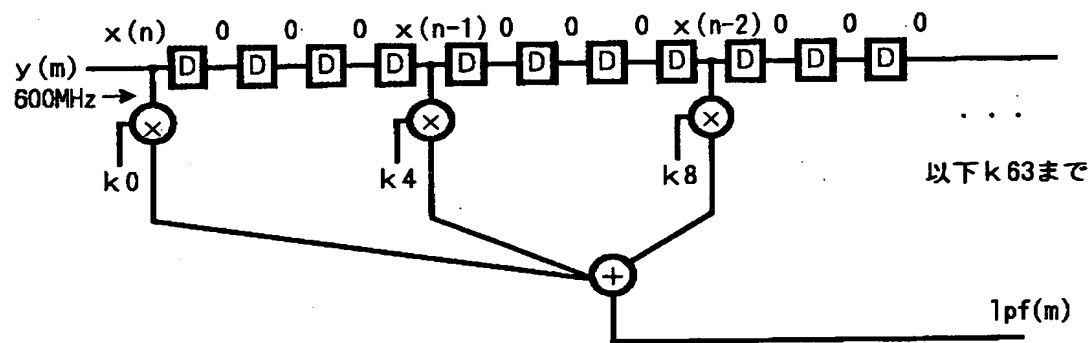 x(n) 0 0 0 x(n-1) 0 0 0 x(n-2) 0 0 0
y(m) D D D D D D D D D D D
600MHz→
× × × ...
k0 k4 k8 以下k63まで
+
lpf(m)